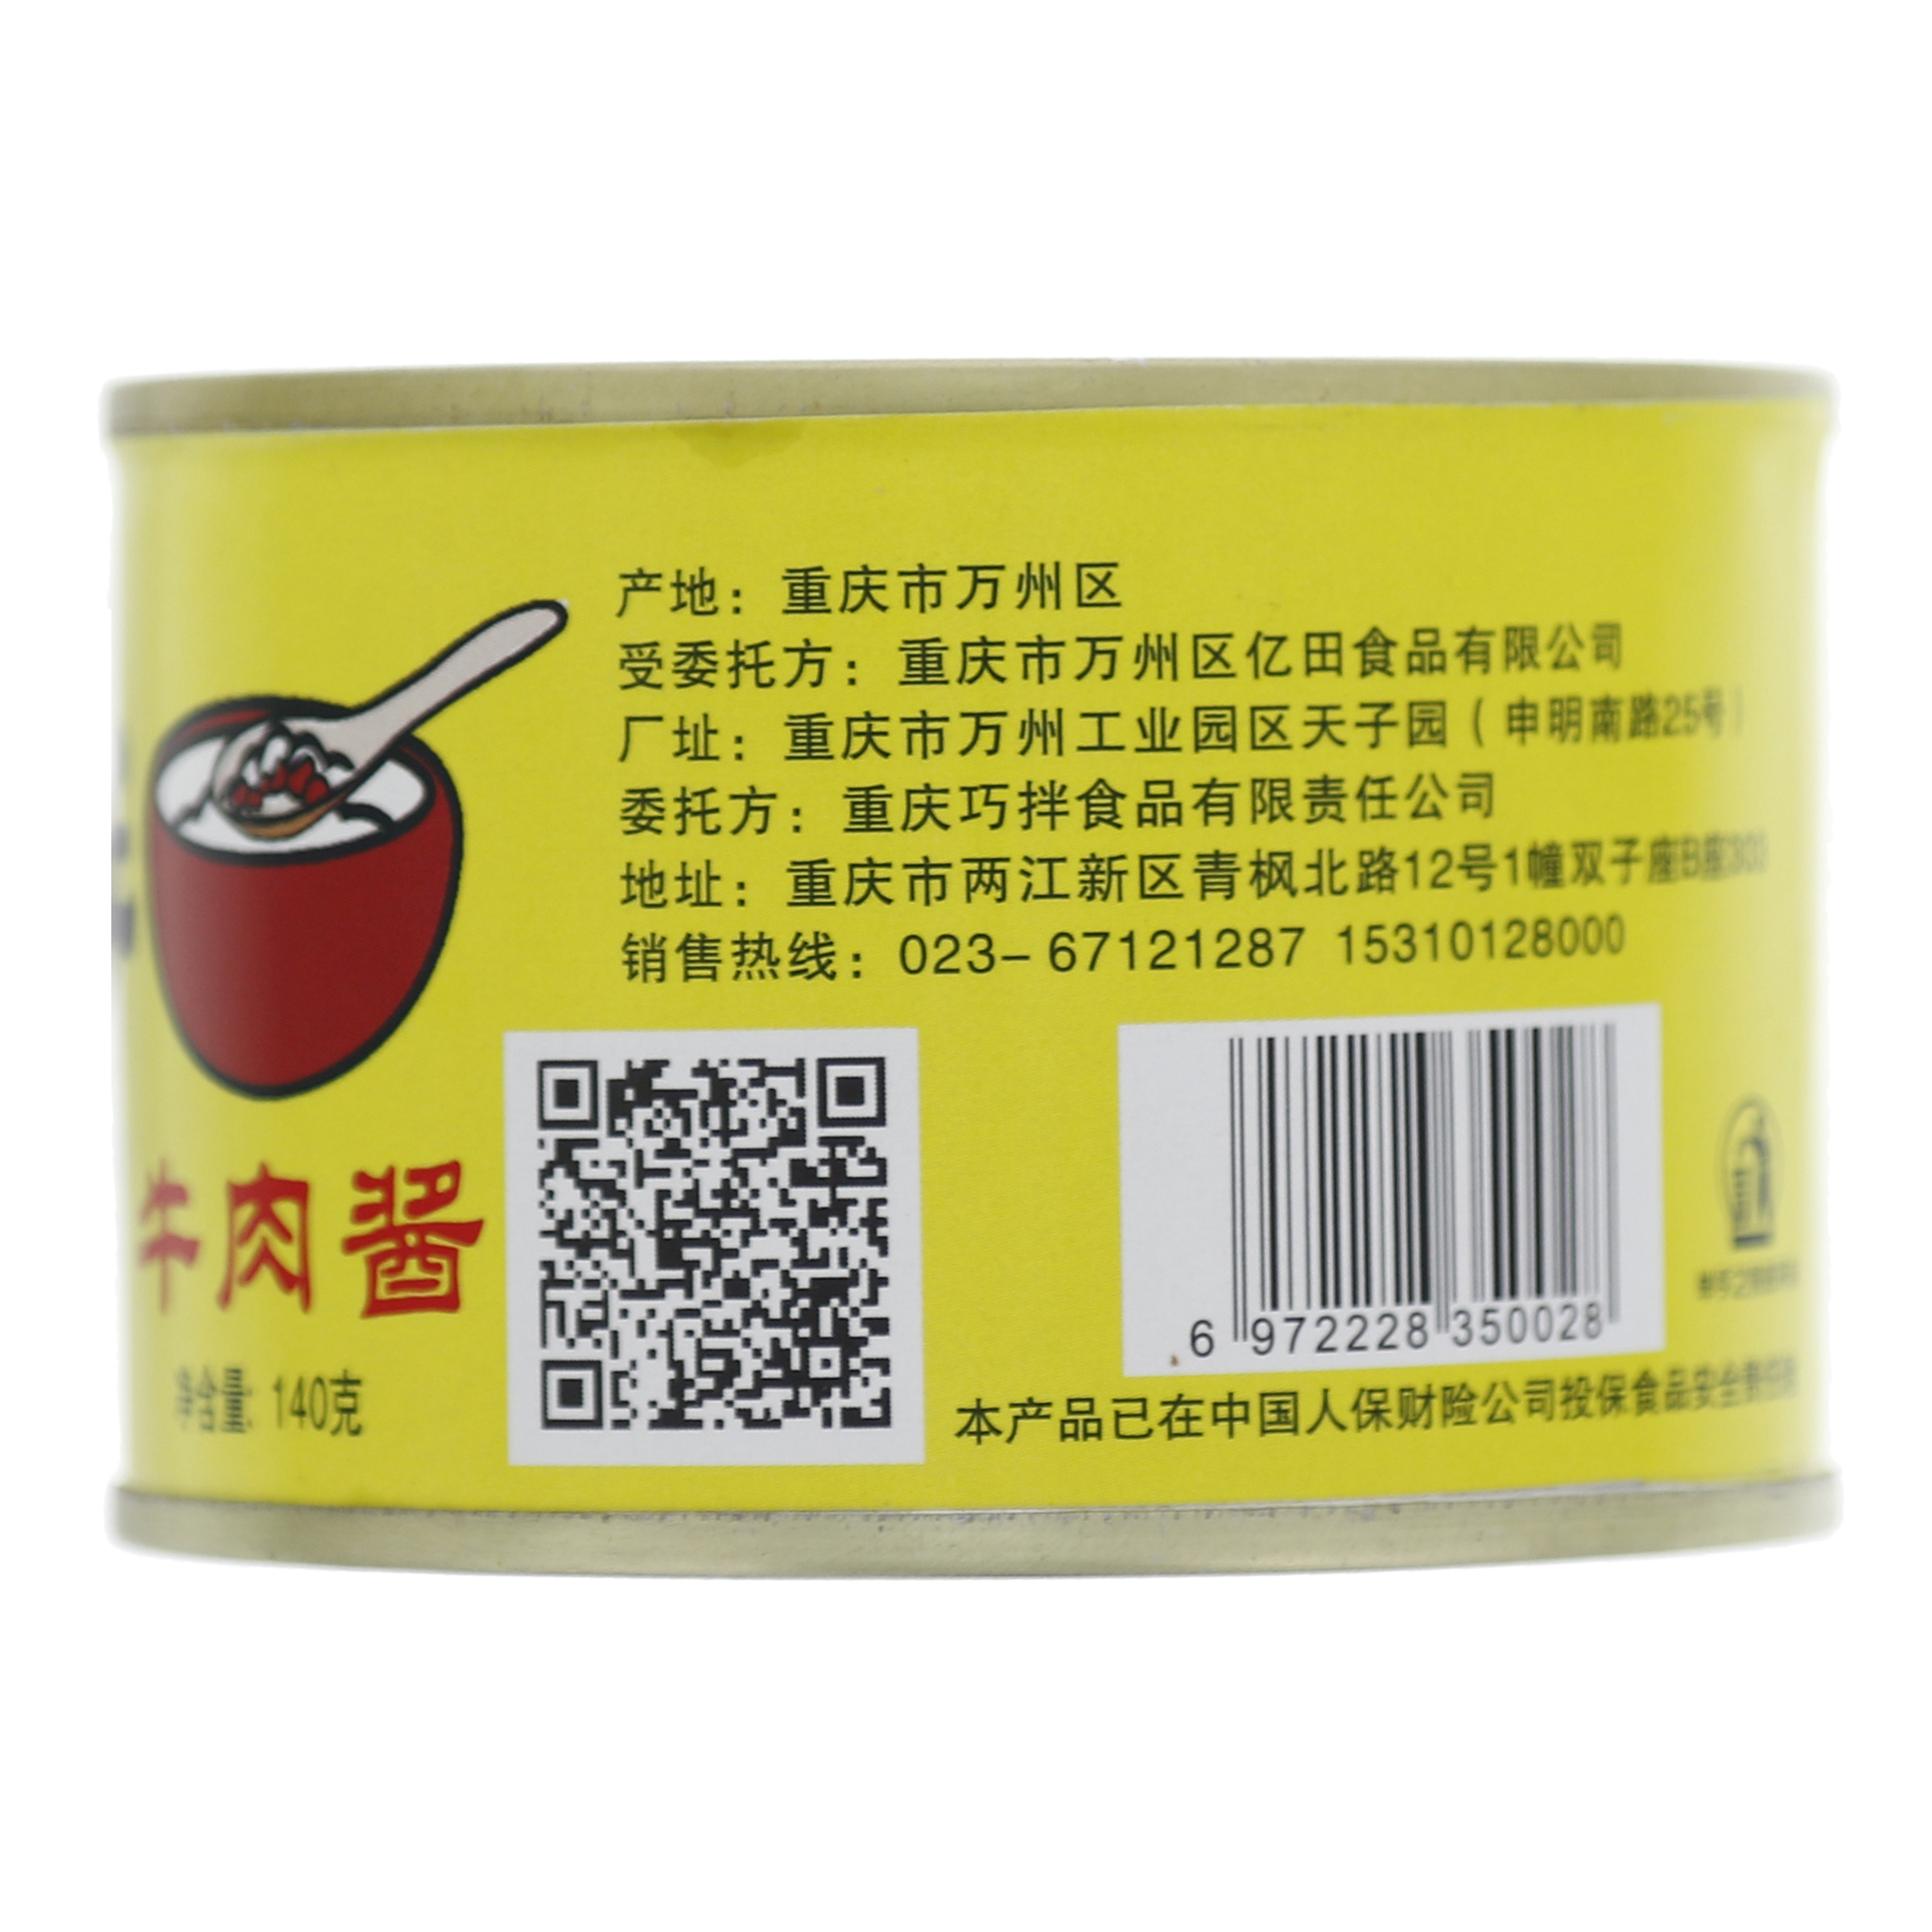 产地：重庆市万州区
受委托方：重庆市万州区亿田食品有限公司
厂址：重庆市万州工业园区天子园（申明南路25号）
委托方：重庆巧拌食品有限责任公司
地址：重庆市两江新区青枫北路12号1幢双子座B座
销售热线：023-67121287 15310128000
牛肉酱
净含量: 140克
6 972228 350028
本产品已在中国人保财险公司投保食品安全责任险